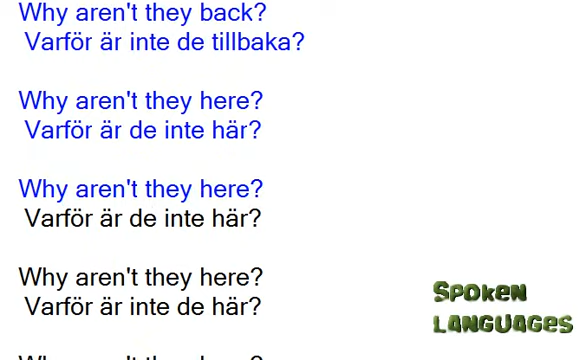 Why aren't they back?
Varför är inte de tillbaka?
Why aren't they here?
Varför är de inte här?
Why aren't they here?
Varför är de inte här?
Why aren't they here?
Varför är inte de här?
SPOKEN
LANGUAGES